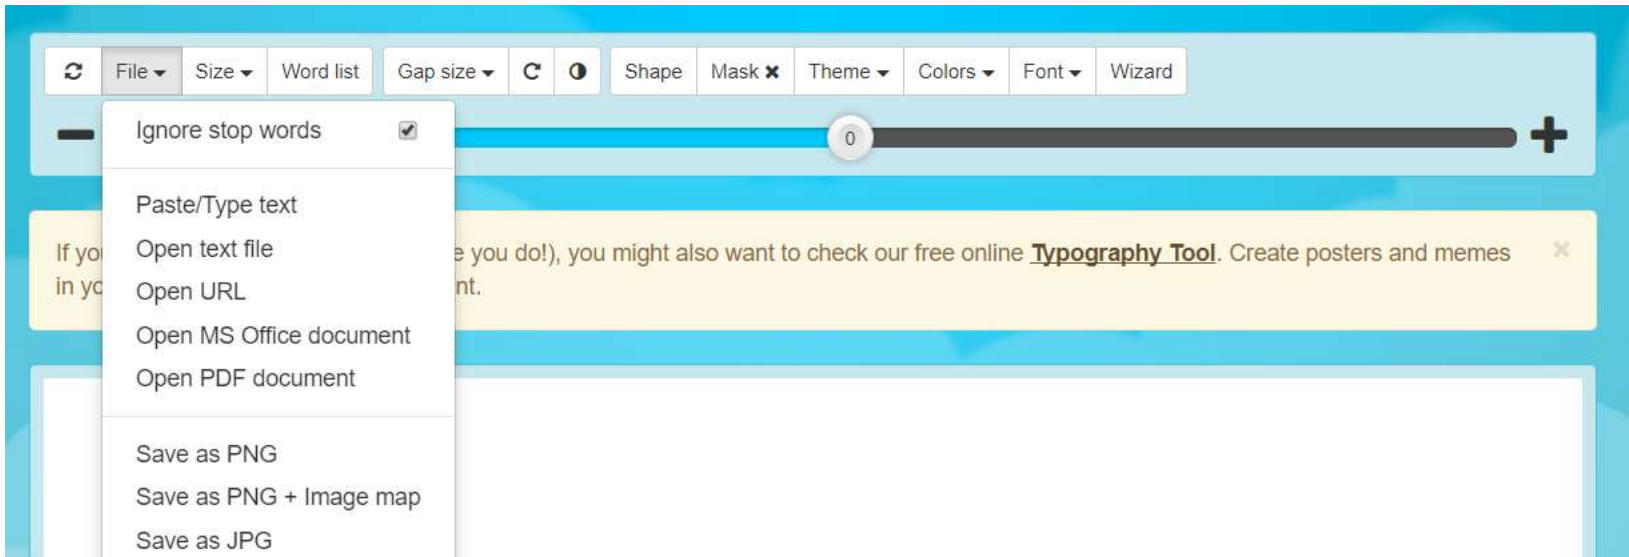 File Size Word list Gap size Shape Mask Theme Colors Font Wizard
Ignore stop words
0
Paste/Type text
Open text file
Open URL
Open MS Office document
Open PDF document
Save as PNG
Save as PNG + Image map
Save as JPG
If yo e you do!), you might also want to check our free online Typography Tool. Create posters and memes
in yo nt.